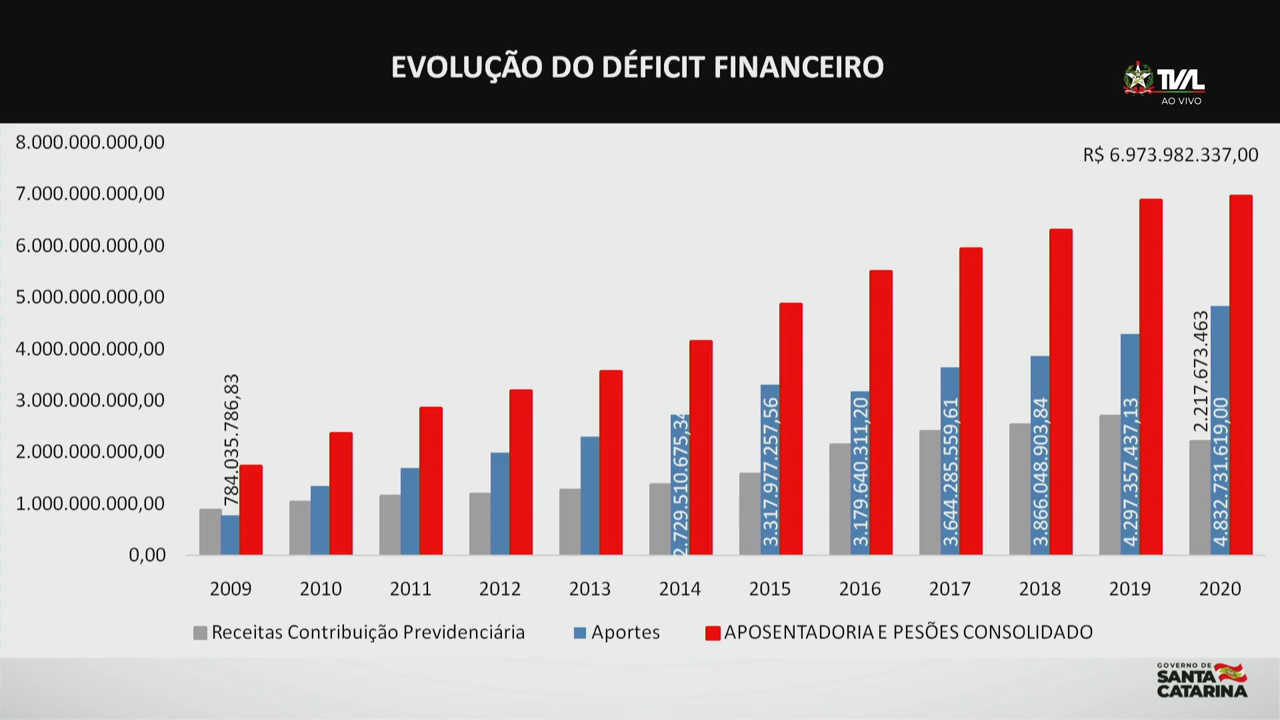 EVOLUÇÃO DO DÉFICIT FINANCEIRO
TVAL
AO VIVO
8.000.000.000,00
R$ 6.973.982.337,00
7.000.000.000,00
6.000.000.000,00
5.000.000.000,00
4.000.000.000,00
3.000.000.000,00
2.000.000.000,00
1.000.000.000,00
0,00
784.035.786,83
2.729.510.675,34
3.317.977.257,56
3.179.640.311,20
3.644.285.559,61
3.866.048.903,84
4.297.357.437,13
2.217.673.463
4.832.731.619,00
2009 2010 2011 2012 2013 2014 2015 2016 2017 2018 2019 2020
Receitas Contribuição Previdenciária Aportes APOSENTADORIA E PESÕES CONSOLIDADO
GOVERNO DE
SANTA
CATARINA